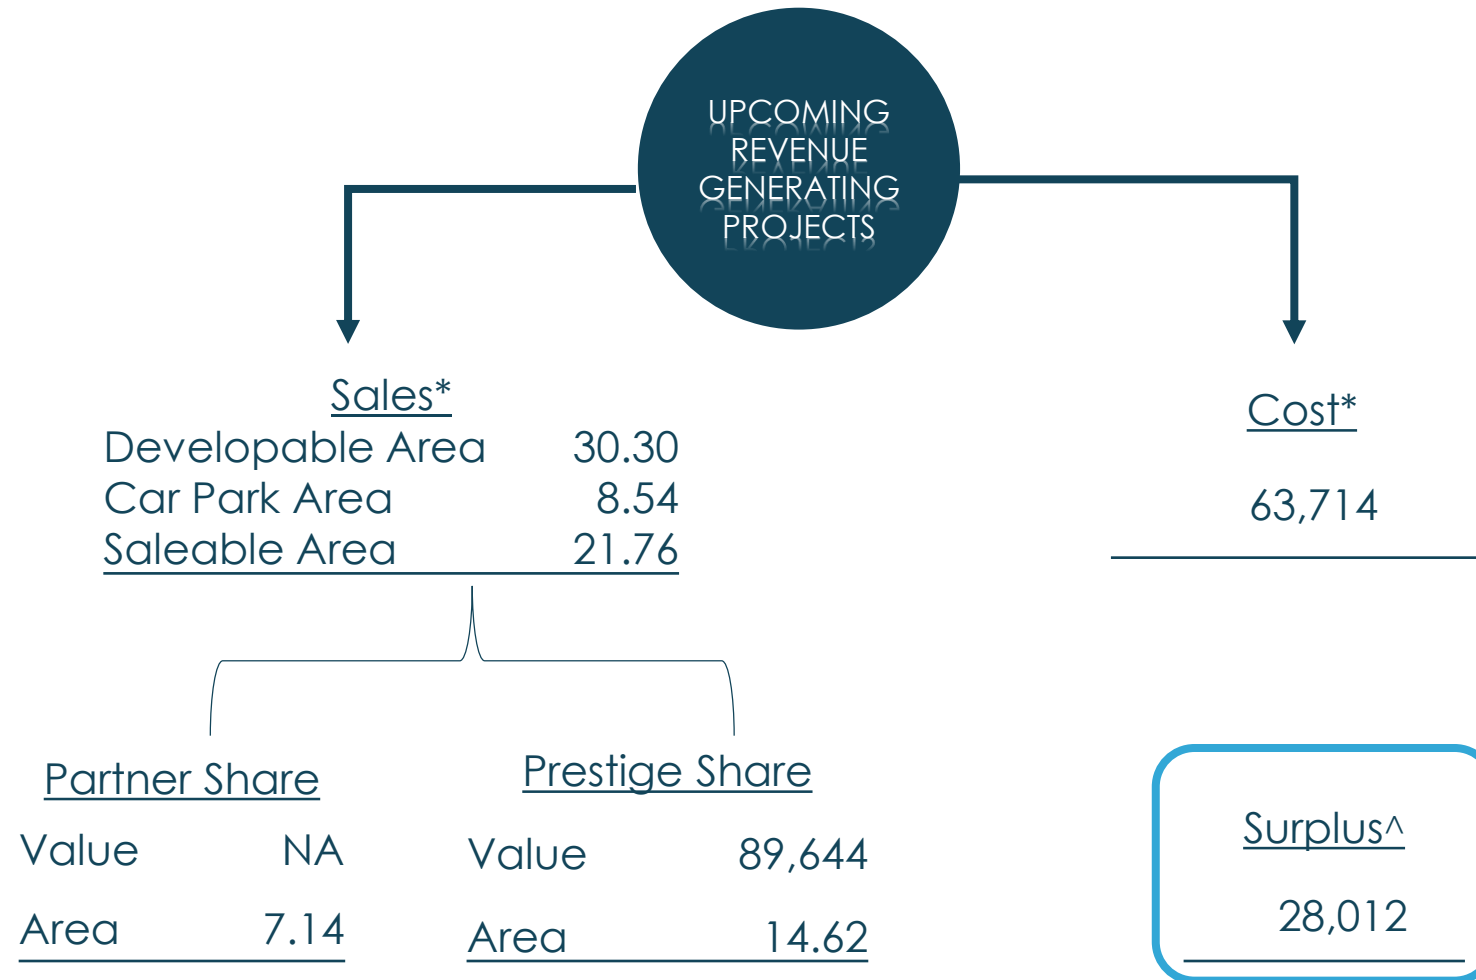 UPCOMING
REVENUE
GENERATING
PROJECTS
Sales*
Developable Area 30.30
Car Park Area 8.54
Saleable Area 21.76
Cost*
63,714
Partner Share
Value NA
Area 7.14
Prestige Share
Value 89,644
Area 14.62
Surplus^
28,012